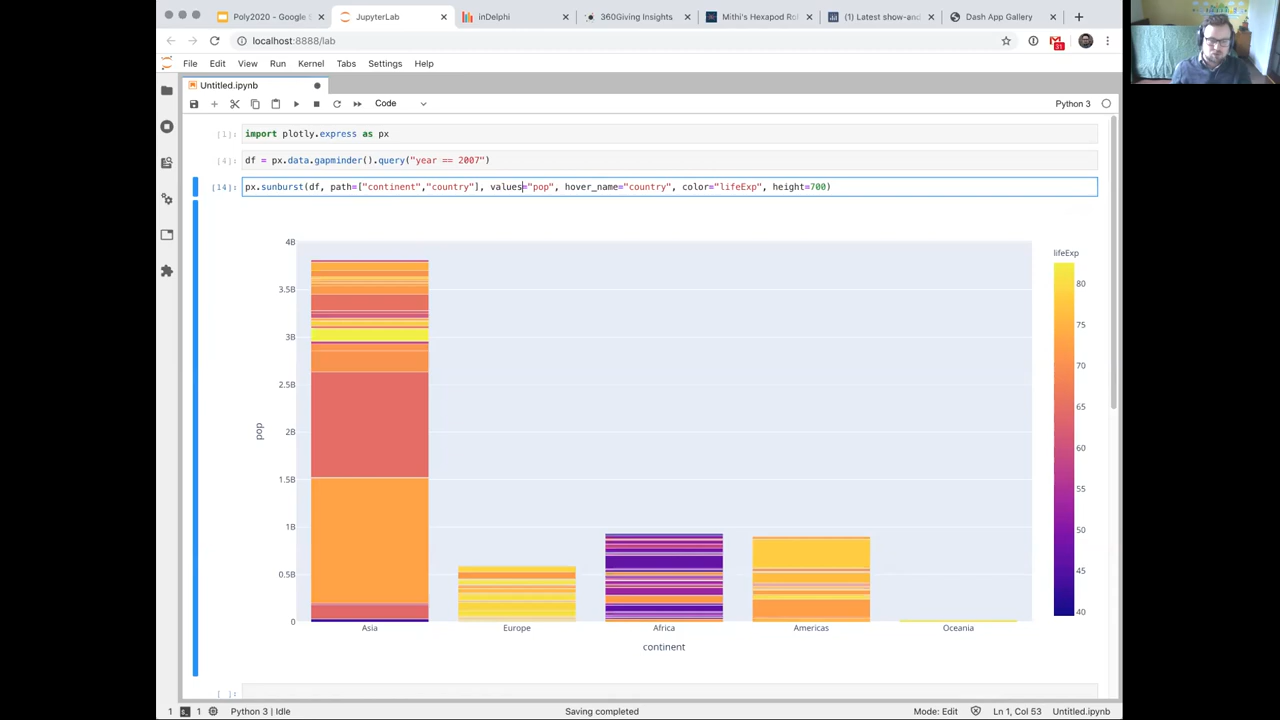 Poly2020 - Google S
JupyterLab
inDelphi
360Giving Insights
Mithi's Hexapod Ro
(1) Latest show-and
Dash App Gallery
localhost:8888/lab
31
File Edit View Run Kernel Tabs Settings Help
Untitled.ipynb
Code
Python 3
[1]: import plotly.express as px
[4]: df = px.data.gapminder().query("year == 2007")
[14]: px.sunburst(df, path=["continent","country"], values="pop", hover_name="country", color="lifeExp", height=700)
4B
3.5B
3B
2.5B
2B
1.5B
1B
0.5B
0
pop
Asia Europe Africa Americas Oceania
continent
lifeExp
80
75
70
65
60
55
50
45
40
[ ]:
1 1 Python 3 | Idle Saving completed Mode: Edit Ln 1, Col 53 Untitled.ipynb